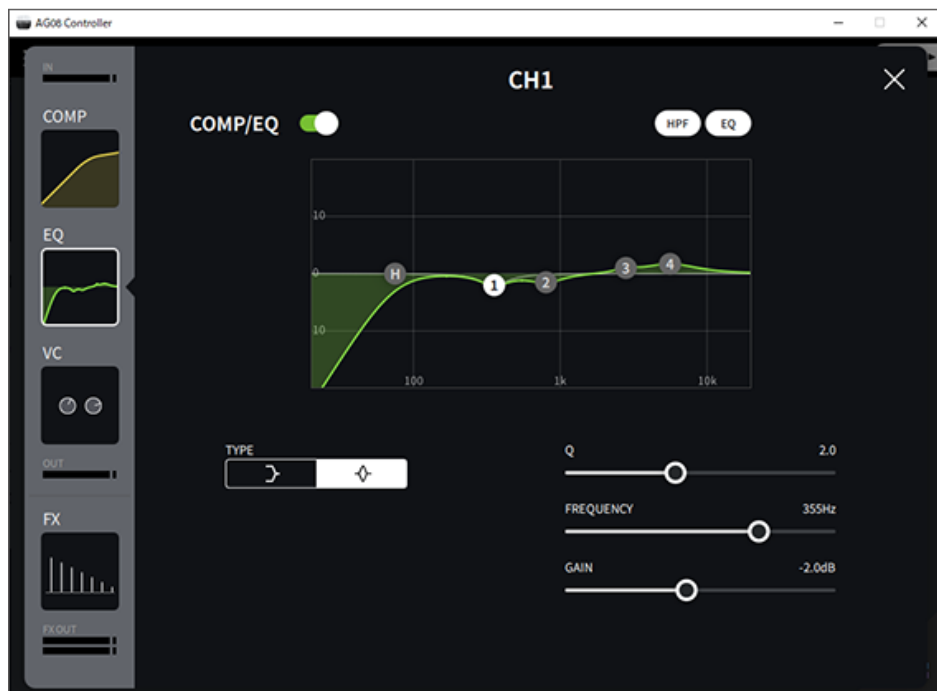 AG08 Controller
IN
CH1
COMP
COMP/EQ
HPF
EQ
10
EQ
0
H
1
2
3
4
10
100
1k
10k
VC
OUT
TYPE
Q
2.0
FREQUENCY
355Hz
GAIN
-2.0dB
FX
FX OUT